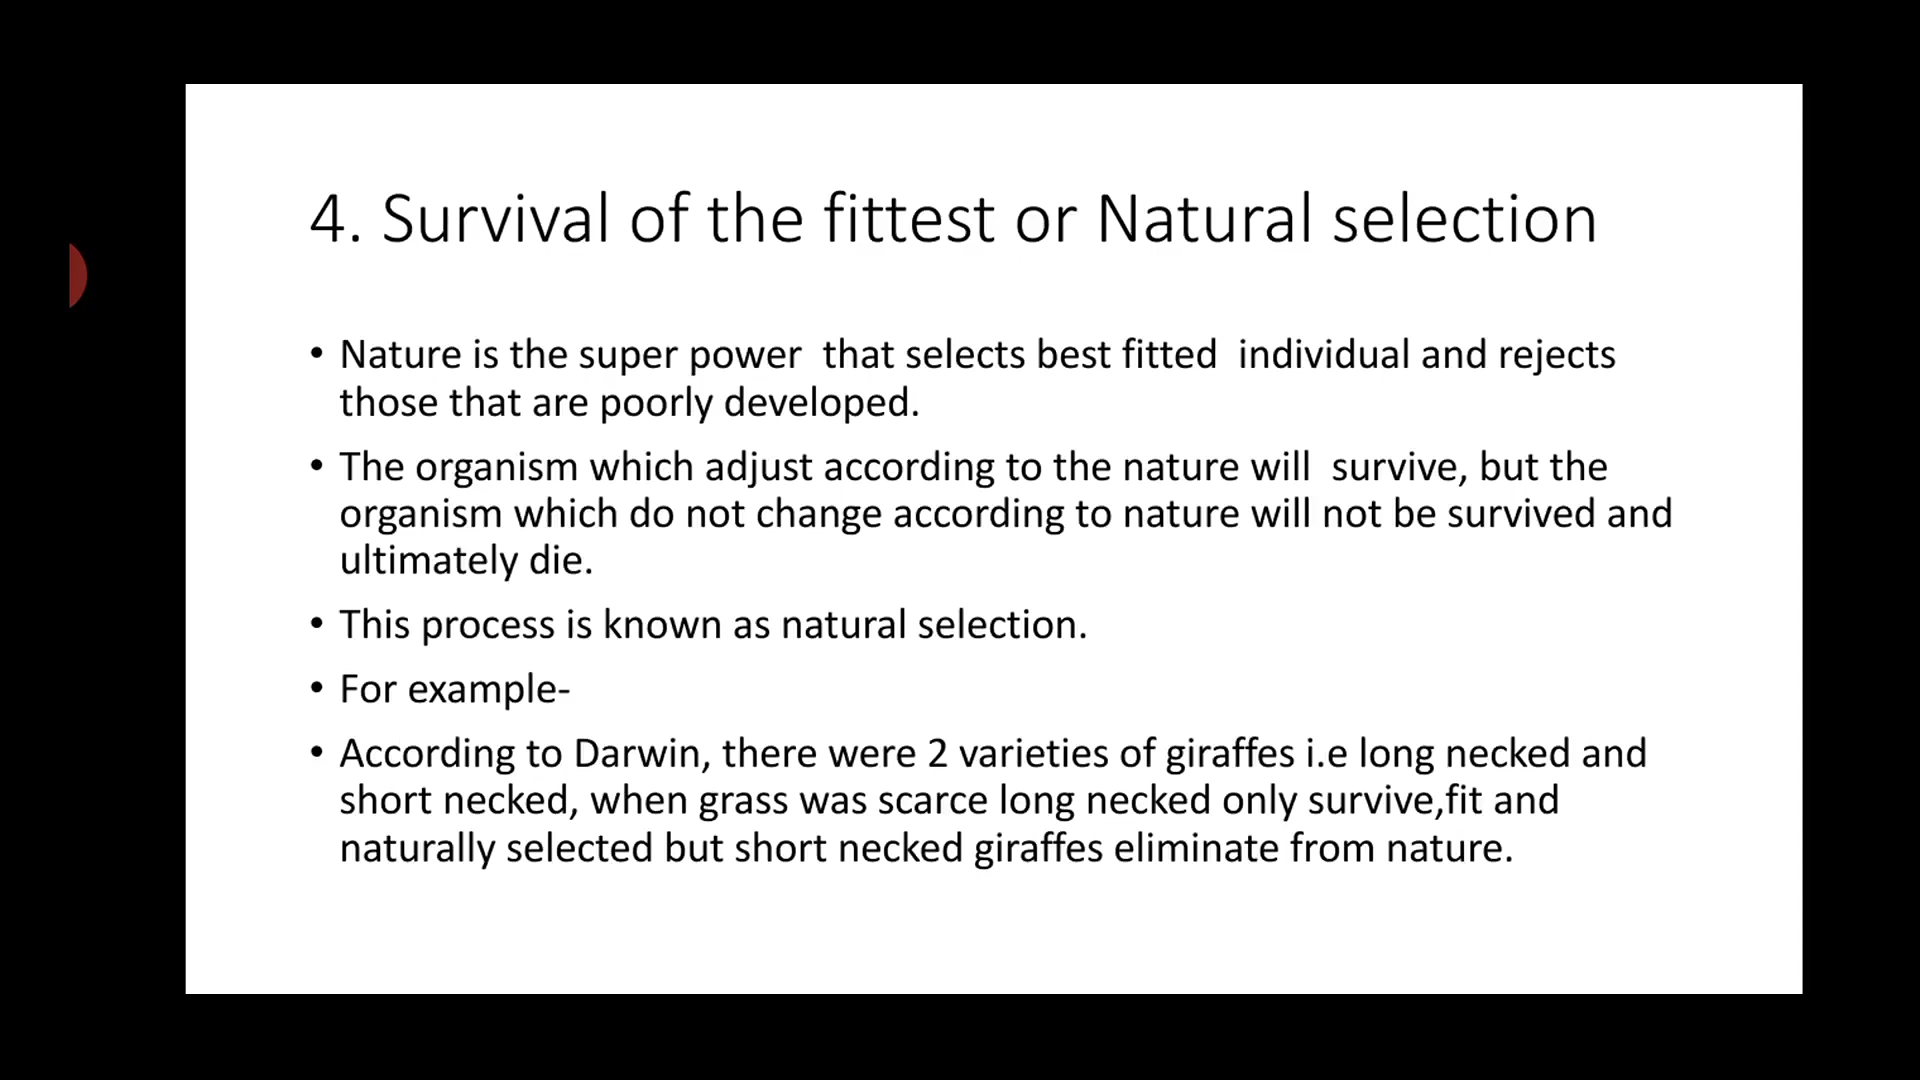 4. Survival of the fittest or Natural selection
• Nature is the super power  that selects best fitted  individual and rejects
those that are poorly developed.
• The organism which adjust according to the nature will  survive, but the
organism which do not change according to nature will not be survived and
ultimately die.
• This process is known as natural selection.
• For example-
• According to Darwin, there were 2 varieties of giraffes i.e long necked and
short necked, when grass was scarce long necked only survive,fit and
naturally selected but short necked giraffes eliminate from nature.